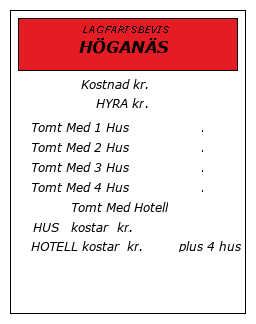 LAGFARTSBEVIS
HÖGANÄS
Kostnad kr.
HYRA kr.
Tomt Med 1 Hus .
Tomt Med 2 Hus .
Tomt Med 3 Hus .
Tomt Med 4 Hus .
Tomt Med Hotell
HUS kostar kr.
HOTELL kostar kr. plus 4 hus